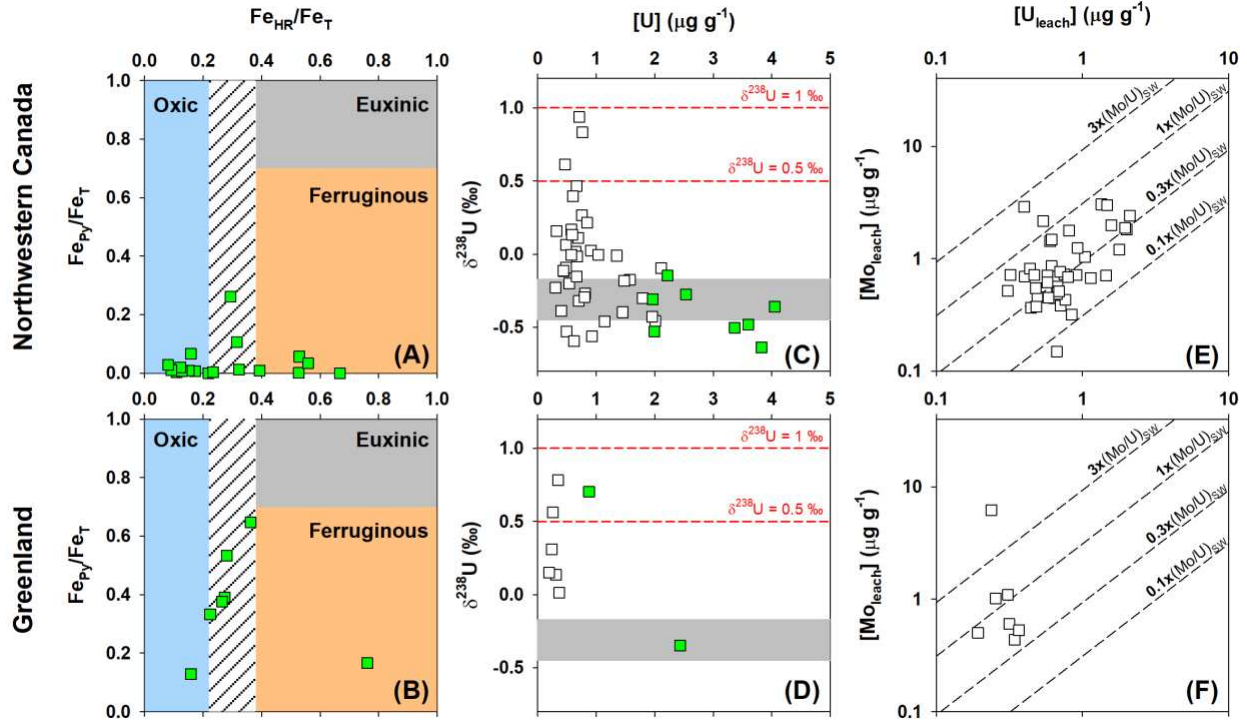 Fe_HR/Fe_T
[U] (μg g⁻¹)
[U_leach] (μg g⁻¹)
0.0 0.2 0.4 0.6 0.8 1.0
0 1 2 3 4 5
0.1 1 10
Northwestern Canada
Fe_Py/Fe_T
1.0
0.8
0.6
0.4
0.2
0.0
Oxic
Euxinic
Ferruginous
(A)
δ²³⁸U (‰)
1.0
0.5
0.0
-0.5
δ²³⁸U = 1 ‰
δ²³⁸U = 0.5 ‰
(C)
[Mo_leach] (μg g⁻¹)
10
1
0.1
3x(Mo/U)_SW
1x(Mo/U)_SW
0.3x(Mo/U)_SW
0.1x(Mo/U)_SW
(E)
0.0 0.2 0.4 0.6 0.8 1.0
0 1 2 3 4 5
0.1 1 10
Greenland
Fe_Py/Fe_T
1.0
0.8
0.6
0.4
0.2
0.0
Oxic
Euxinic
Ferruginous
(B)
δ²³⁸U (‰)
1.0
0.5
0.0
-0.5
δ²³⁸U = 1 ‰
δ²³⁸U = 0.5 ‰
(D)
[Mo_leach] (μg g⁻¹)
10
1
0.1
3x(Mo/U)_SW
1x(Mo/U)_SW
0.3x(Mo/U)_SW
0.1x(Mo/U)_SW
(F)